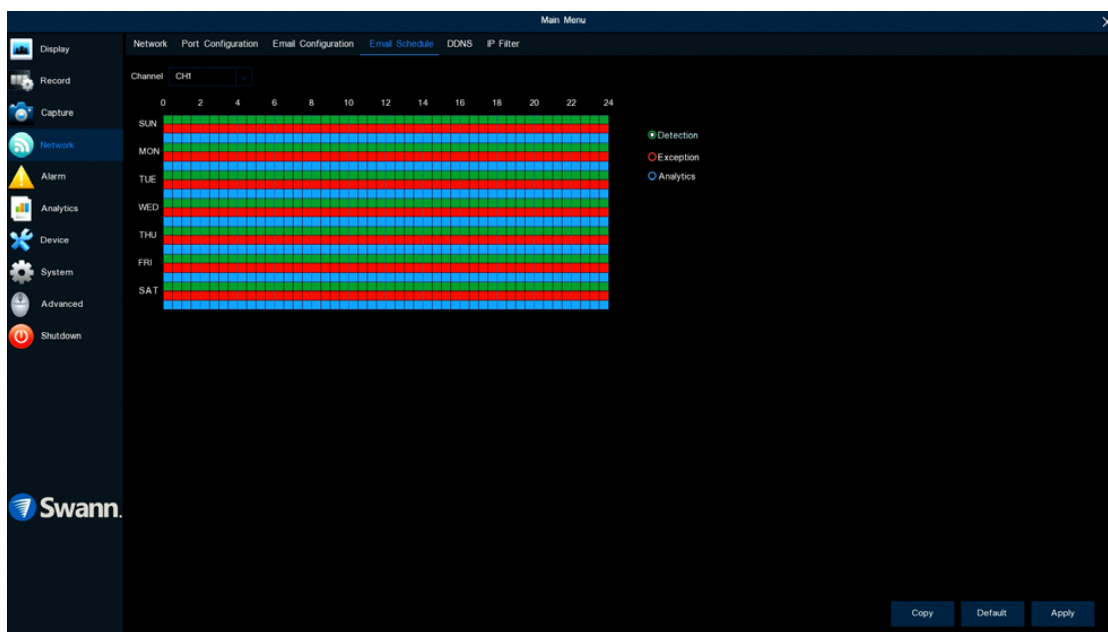 Main Menu
Display
Record
Capture
Network
Alarm
Analytics
Device
System
Advanced
Shutdown
Swann.
Network Port Configuration Email Configuration Email Schedule DDNS IP Filter
Channel CH1
0 2 4 6 8 10 12 14 16 18 20 22 24
SUN
MON
TUE
WED
THU
FRI
SAT
Detection
Exception
Analytics
Copy Default Apply